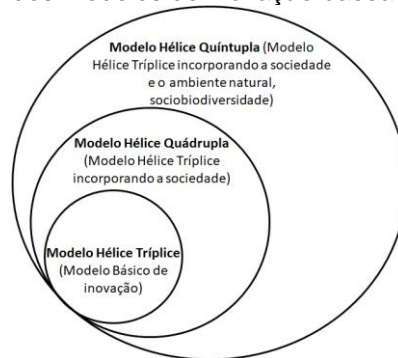 Modelo Hélice Quíntupla (Modelo
Hélice Tríplice incorporando a sociedade
e o ambiente natural,
sociobiodiversidade)
Modelo Hélice Quádrupla
(Modelo Hélice Tríplice
incorporando a sociedade)
Modelo Hélice Tríplice
(Modelo Básico de
inovação)